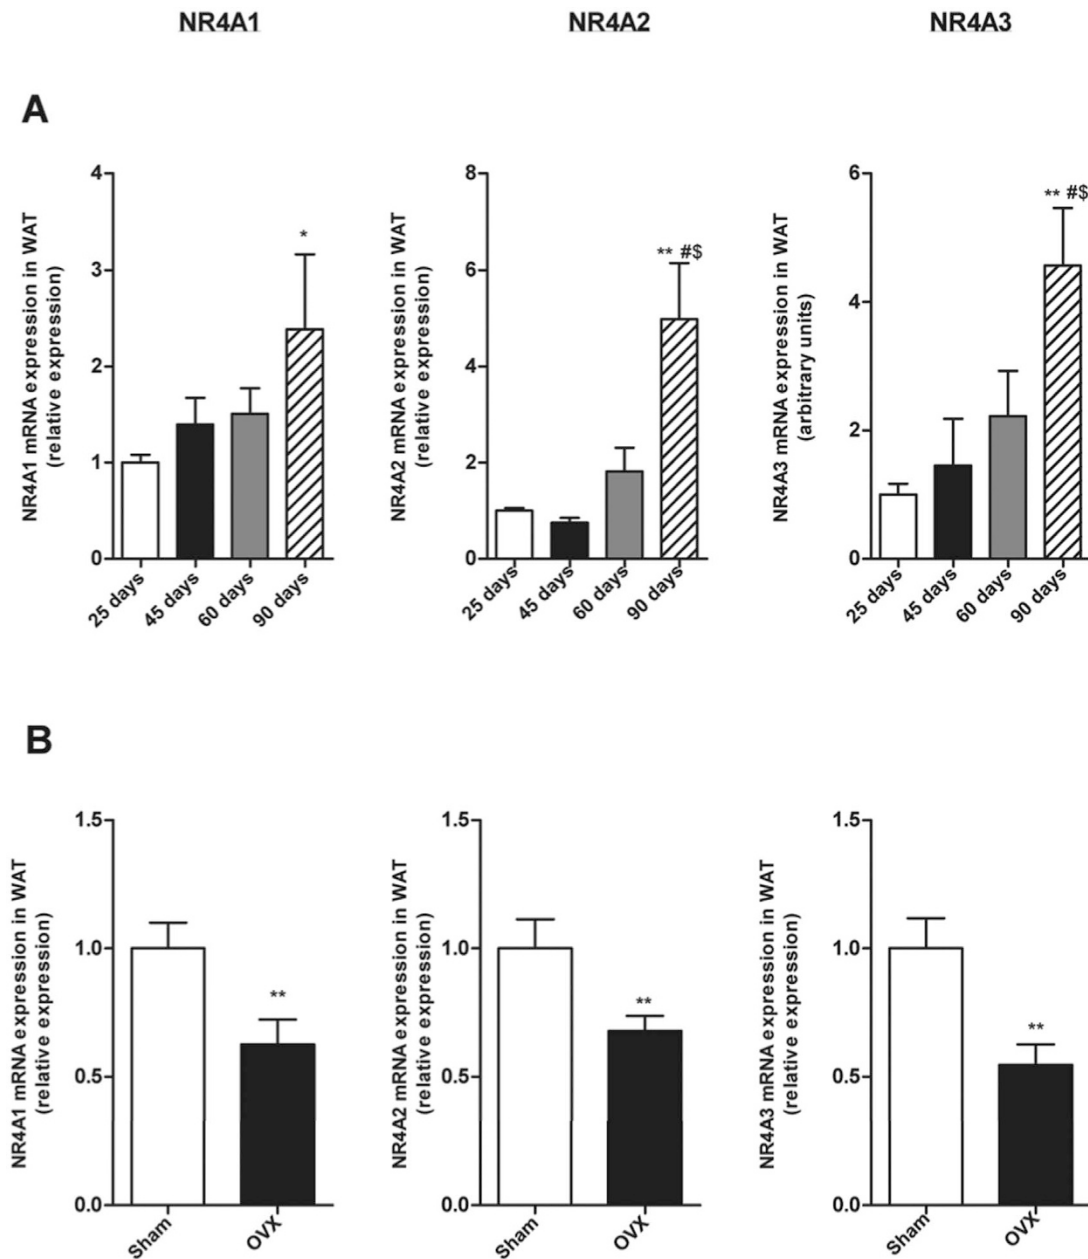 NR4A1 NR4A2 NR4A3
A
NR4A1 mRNA expression in WAT
(relative expression)
4
3
2
1
0
*
25 days
45 days
60 days
90 days
NR4A2 mRNA expression in WAT
(relative expression)
8
6
4
2
0
** #$
25 days
45 days
60 days
90 days
NR4A3 mRNA expression in WAT
(arbitrary units)
6
4
2
0
** #$
25 days
45 days
60 days
90 days
B
NR4A1 mRNA expression in WAT
(relative expression)
1.5
1.0
0.5
0.0
**
Sham
OVX
NR4A2 mRNA expression in WAT
(relative expression)
1.5
1.0
0.5
0.0
**
Sham
OVX
NR4A3 mRNA expression in WAT
(relative expression)
1.5
1.0
0.5
0.0
**
Sham
OVX